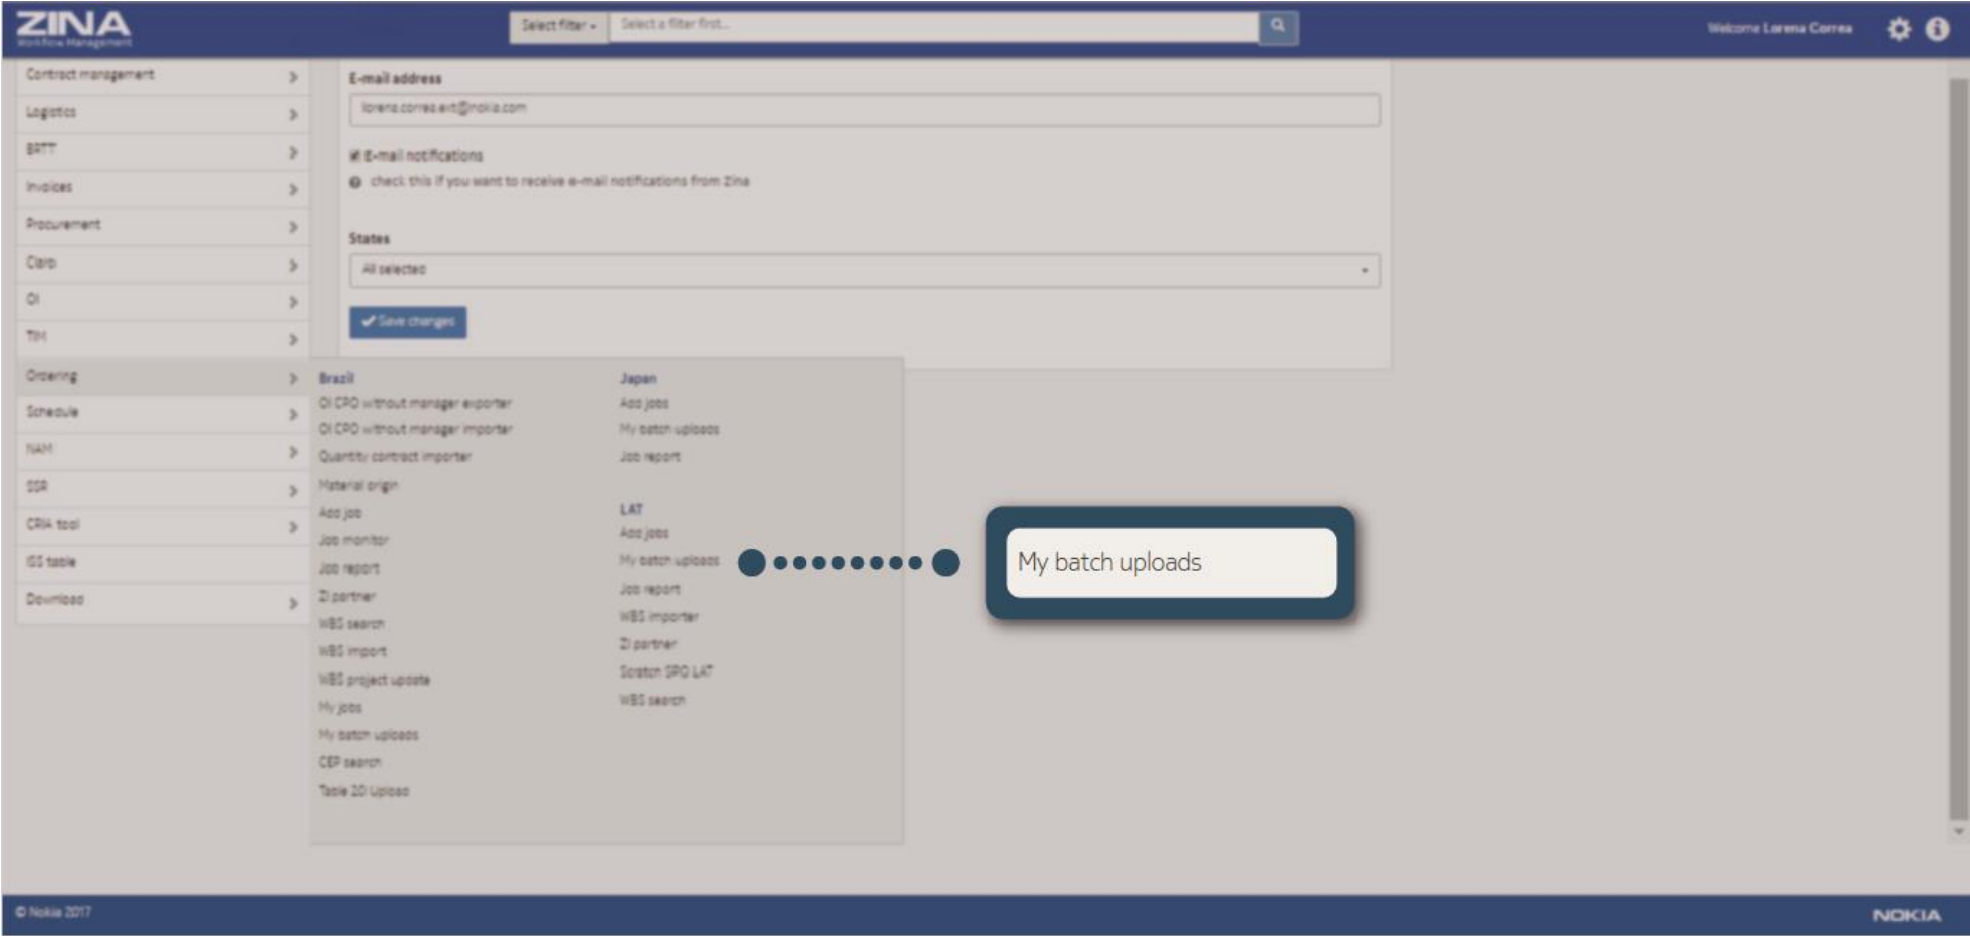 ZINA
Workflow Management
Select filter
Select a filter first...
Welcome Lorena Correa
Contract management
Logistics
BRTT
Invoices
Procurement
Claro
OI
TIM
Ordering
Schedule
NAM
SSR
CRIA tool
ISS table
Download
E-mail address
lorena.correa.ext@nokia.com
E-mail notifications
check this if you want to receive e-mail notifications from Zina
States
All selected
Save changes
Brazil
OI CPO without manager exporter
OI CPO without manager importer
Quantity contract importer
Material origin
Add job
Job monitor
Job report
ZI partner
WBS search
WBS import
WBS project update
My jobs
My batch uploads
CEP search
Table 2.0 Upload
Japan
Add jobs
My batch uploads
Job report
LAT
Add jobs
My batch uploads
Job report
WBS importer
ZI partner
Scratch SPO LAT
WBS search
My batch uploads
© Nokia 2017
NOKIA